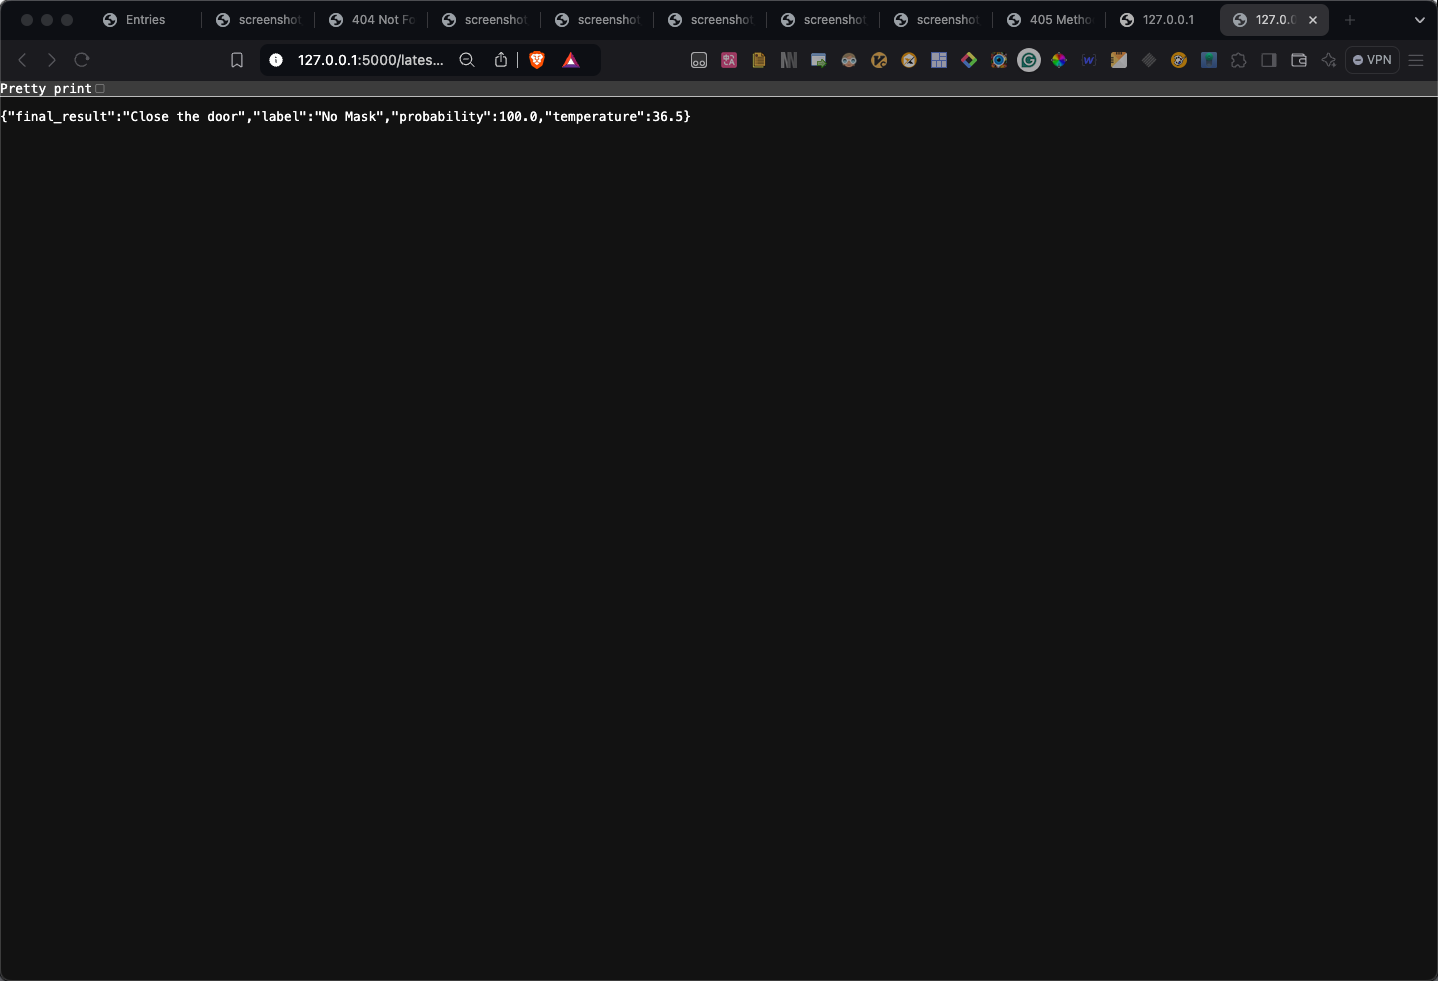 Entries
screenshot
404 Not Fo
screenshot
screenshot
screenshot
screenshot
screenshot
405 Metho
127.0.0.1
127.0.0
127.0.0.1:5000/lates...
VPN
Pretty print
{"final_result":"Close the door","label":"No Mask","probability":100.0,"temperature":36.5}